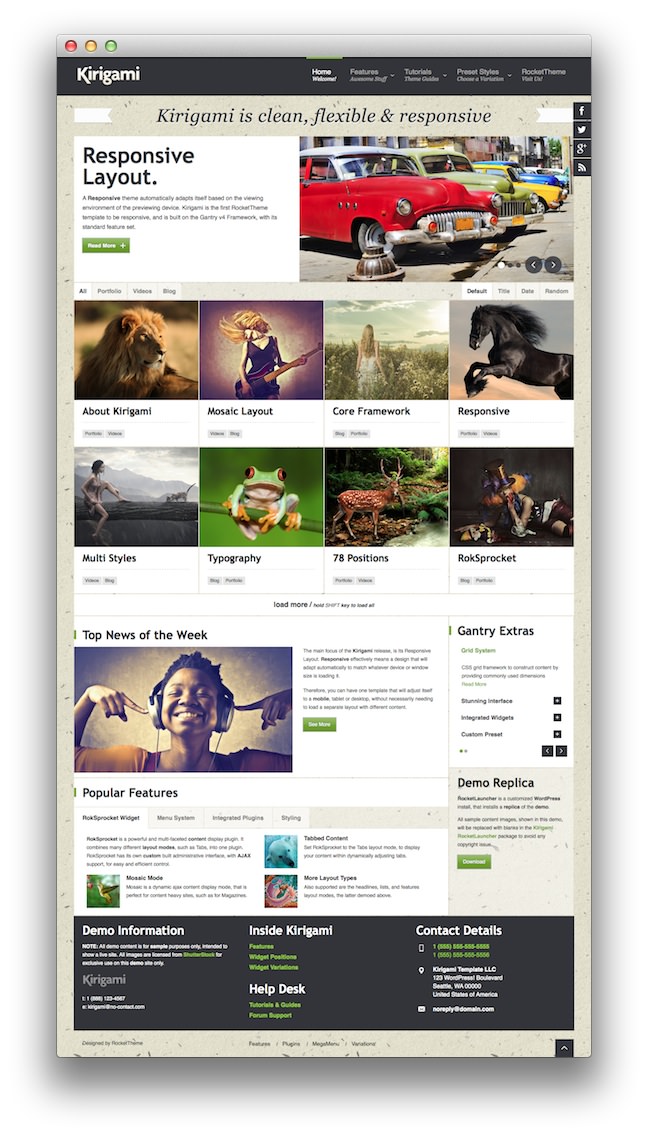 Kirigami
Home Features Tutorials Preset Styles RocketTheme
Welcome! Awesome Stuff Theme Guides Choose a Variation Visit Us!
Kirigami is clean, flexible & responsive
Responsive
Layout.
A Responsive theme automatically adapts itself based on the viewing
environment of the previewing device. Kirigami is the first RocketTheme
template to be responsive, and is built on the Gantry v4 Framework, with its
standard feature set.
Read More +
All Portfolio Videos Blog Default Title Date Random
About Kirigami Mosaic Layout Core Framework Responsive
Portfolio Videos Videos Blog Blog Portfolio Portfolio Videos
Multi Styles Typography 78 Positions RokSprocket
Videos Blog Blog Portfolio Portfolio Videos Blog Portfolio
load more / hold SHIFT key to load all
Top News of the Week
The main focus of the Kirigami release, is its Responsive
Layout. Responsive effectively means a design that will
adapt automatically to match whatever device or window
size is loading it.
Therefore, you can have one template that will adjust itself
to a mobile, tablet or desktop, without necessarily needing
to load a separate layout with different content.
See More
Gantry Extras
Grid System
CSS grid framework to construct content by
providing commonly used dimensions
Read More
Stunning Interface +
Integrated Widgets +
Custom Preset +
Popular Features
RokSprocket Widget Menu System Integrated Plugins Styling
RokSprocket is a powerful and multi-faceted content display plugin. It
combines many different layout modes, such as Tabs, into one plugin.
RokSprocket has its own custom built administrative interface, with AJAX
support, for easy and efficient control.
Tabbed Content
Set RokSprocket to the Tabs layout mode, to display
your content within dynamically adjusting tabs.
Mosaic Mode
Mosaic is a dynamic ajax content display mode, that is
perfect for content heavy sites, such as for Magazines.
More Layout Types
Also supported are the headlines, lists, and features
layout modes, the latter demoed above.
Demo Replica
RocketLauncher is a customized WordPress
install, that installs a replica of the demo.
All sample content images, shown in this demo,
will be replaced with blanks in the Kirigami
RocketLauncher package to avoid any
copyright issue.
Download
Demo Information
NOTE: All demo content is for sample purposes only, intended to
show a live site. All images are licensed from ShutterStock for
exclusive use on this demo site only.
Kirigami
t: 1 (888) 123-4567
e: kirigami@no-contact.com
Inside Kirigami
Features
Widget Positions
Widget Variations
Help Desk
Tutorials & Guides
Forum Support
Contact Details
1 (555) 555-555-5555
1 (555) 555-555-5556
Kirigami Template LLC
123 WordPress! Boulevard
Seattle, WA 00000
United States of America
noreply@domain.com
Designed by RocketTheme
Features / Plugins / MegaMenu / Variations